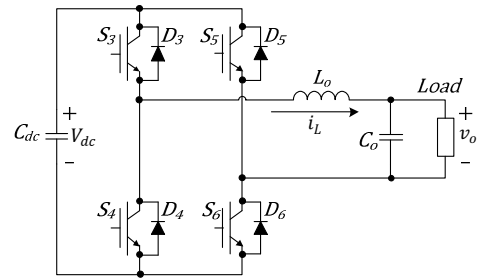 S3 D3 S5 D5
Lo Load
+ +
Cdc Vdc iL Co vo
− −
S4 D4 S6 D6